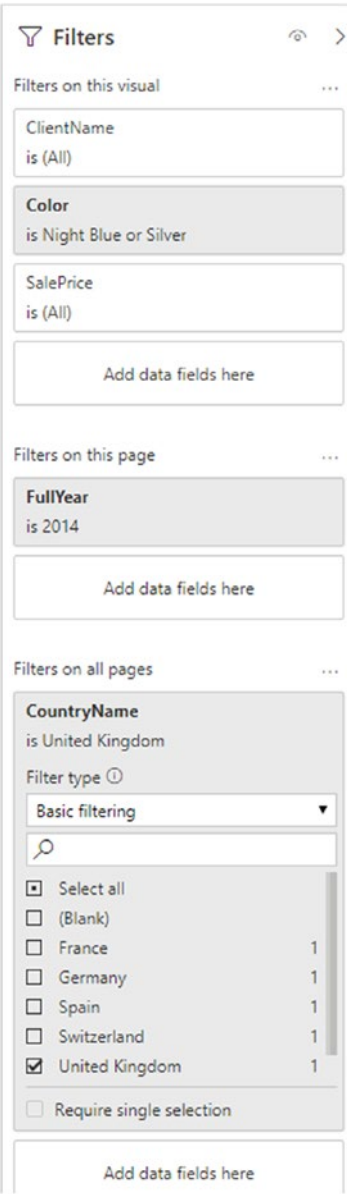 Filters
Filters on this visual ...
ClientName
is (All)
Color
is Night Blue or Silver
SalePrice
is (All)
Add data fields here
Filters on this page ...
FullYear
is 2014
Add data fields here
Filters on all pages ...
CountryName
is United Kingdom
Filter type
Basic filtering
Select all
(Blank)
France 1
Germany 1
Spain 1
Switzerland 1
United Kingdom 1
Require single selection
Add data fields here